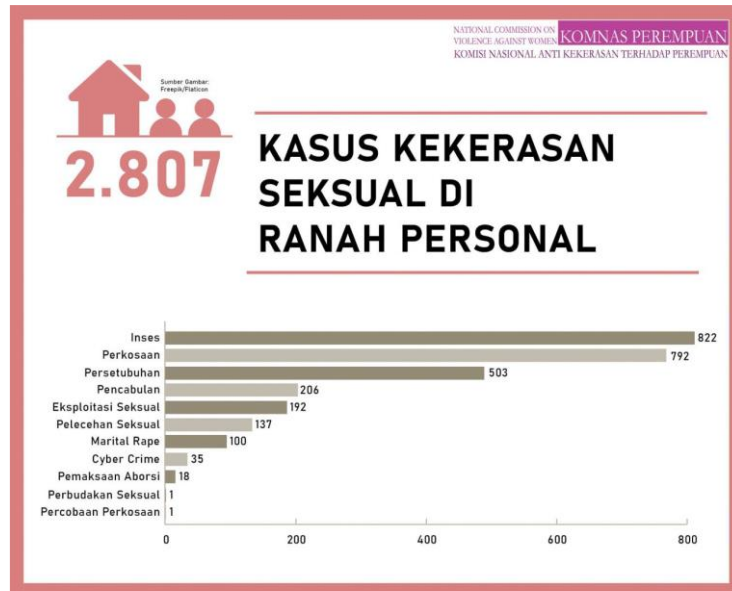 NATIONAL COMMISSION ON
VIOLENCE AGAINST WOMEN
KOMNAS PEREMPUAN
KOMISI NASIONAL ANTI KEKERASAN TERHADAP PEREMPUAN
Sumber Gambar:
Freepik/Flaticon
2.807
KASUS KEKERASAN
SEKSUAL DI
RANAH PERSONAL
Inses 822
Perkosaan 792
Persetubuhan 503
Pencabulan 206
Eksploitasi Seksual 192
Pelecehan Seksual 137
Marital Rape 100
Cyber Crime 35
Pemaksaan Aborsi 18
Perbudakan Seksual 1
Percobaan Perkosaan 1
0 200 400 600 800